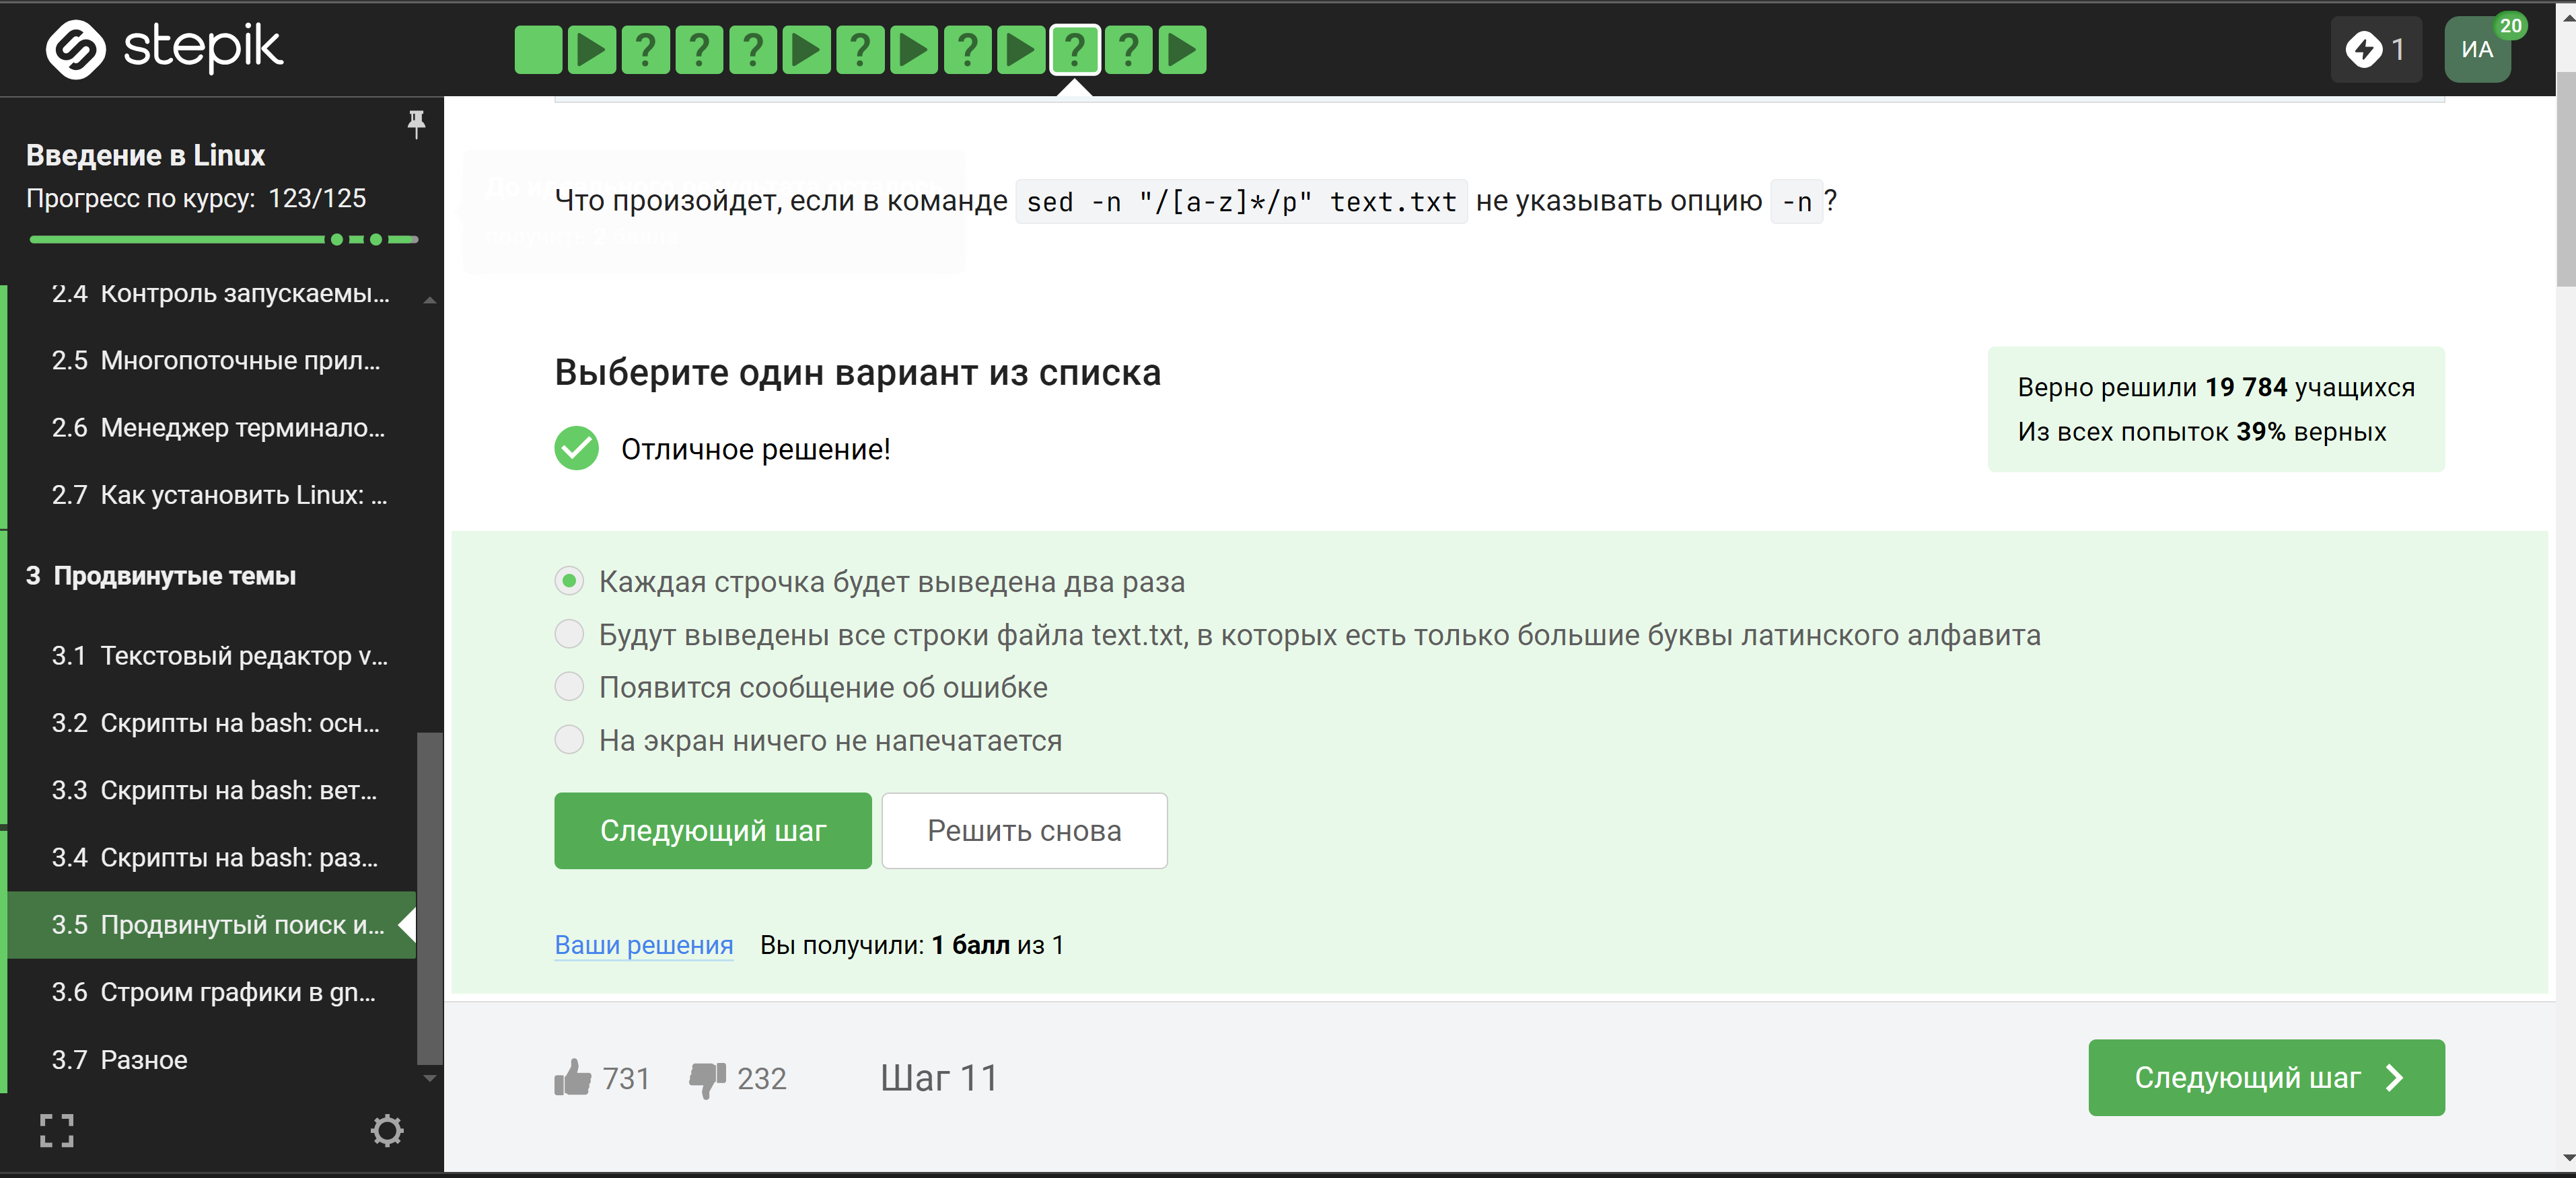 stepik
? ? ? ? ? ? ?
1
ИА
20
Введение в Linux
Прогресс по курсу: 123/125
2.4 Контроль запускаемы...
2.5 Многопоточные прил...
2.6 Менеджер терминало...
2.7 Как установить Linux: ...
3 Продвинутые темы
3.1 Текстовый редактор v...
3.2 Скрипты на bash: осн...
3.3 Скрипты на bash: вет...
3.4 Скрипты на bash: раз...
3.5 Продвинутый поиск и...
3.6 Строим графики в gn...
3.7 Разное
Что произойдет, если в команде sed -n "/[a-z]*/p" text.txt не указывать опцию -n?
Выберите один вариант из списка
Отличное решение!
Верно решили 19 784 учащихся
Из всех попыток 39% верных
Каждая строчка будет выведена два раза
Будут выведены все строки файла text.txt, в которых есть только большие буквы латинского алфавита
Появится сообщение об ошибке
На экран ничего не напечатается
Следующий шаг
Решить снова
Ваши решения Вы получили: 1 балл из 1
731 232 Шаг 11
Следующий шаг